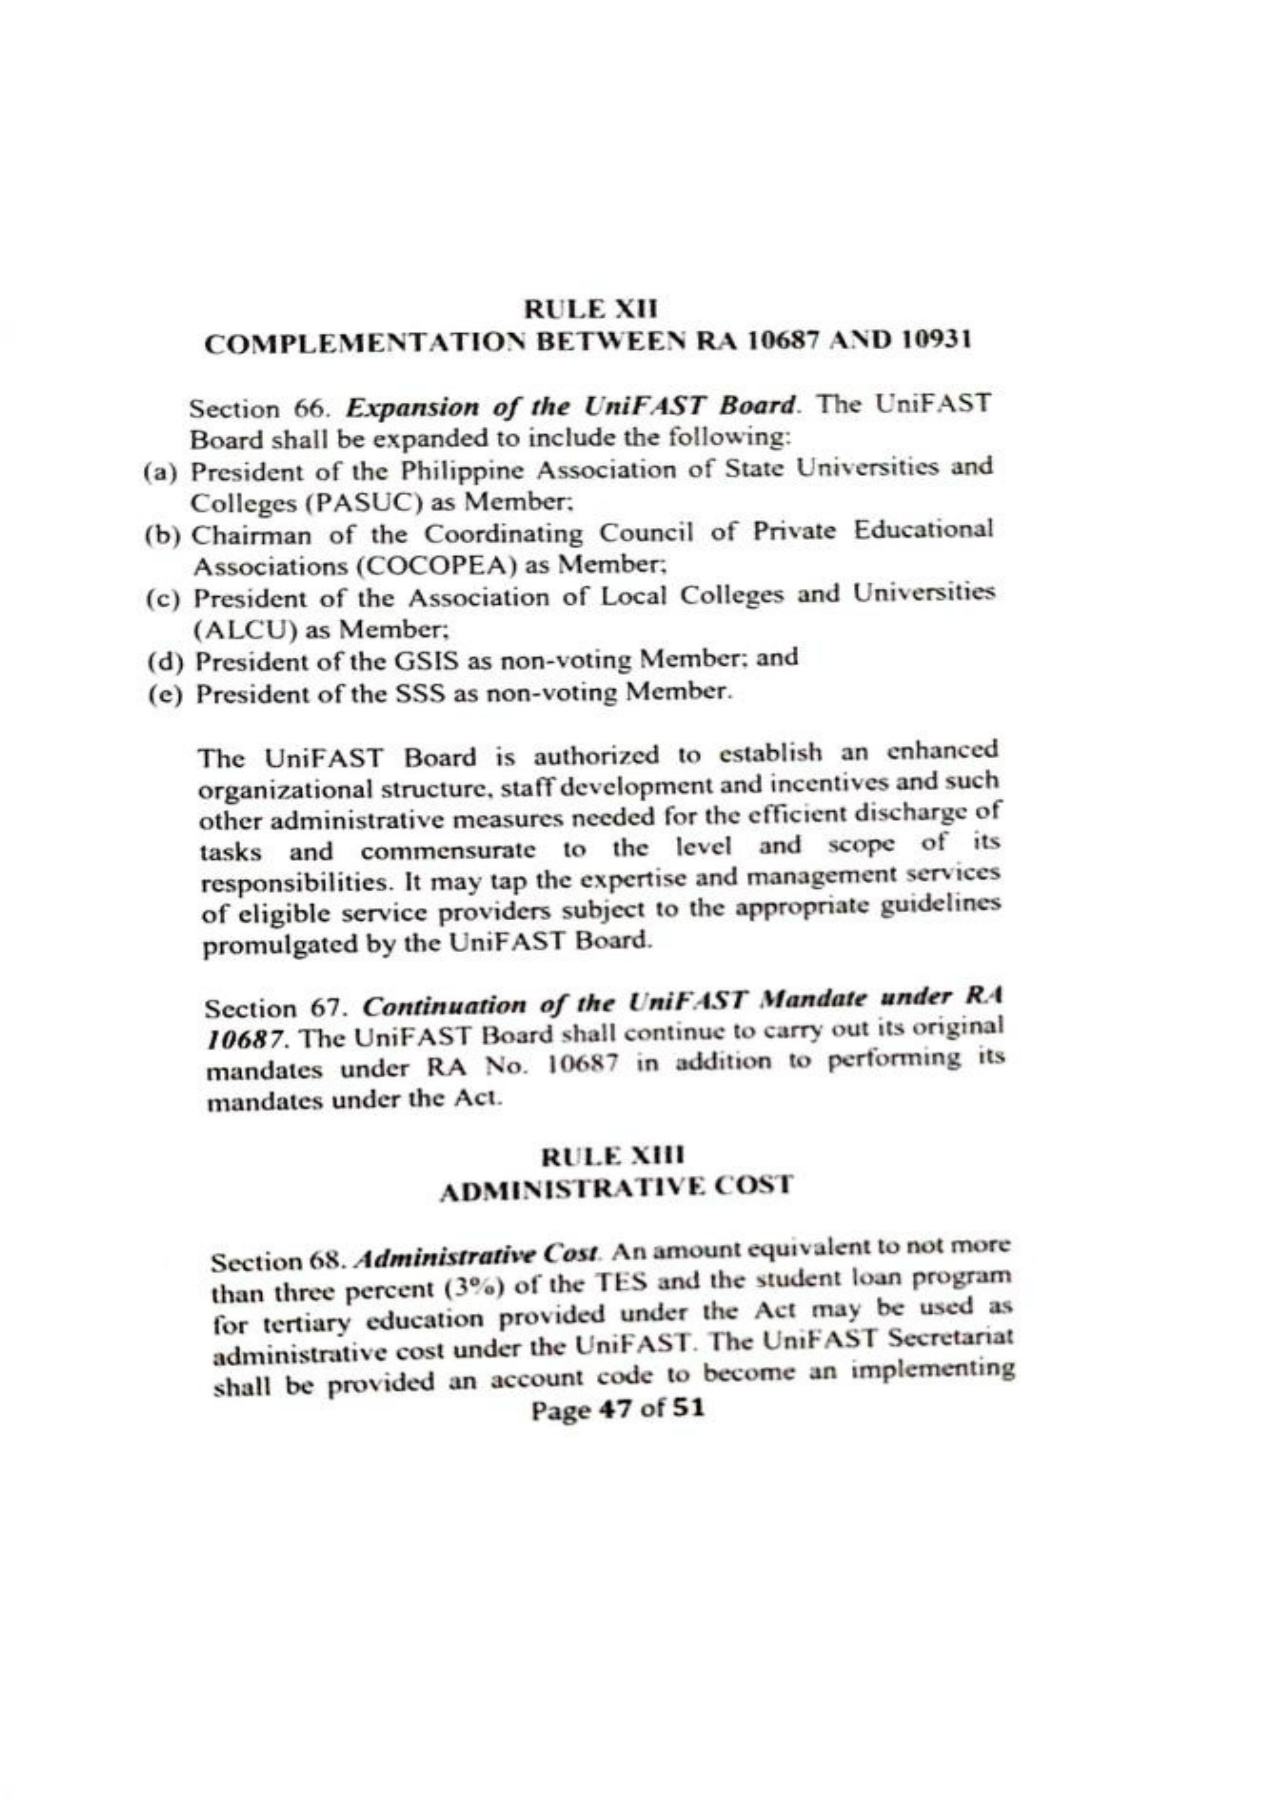 RULE XII
COMPLEMENTATION BETWEEN RA 10687 AND 10931
Section 66. Expansion of the UniFAST Board. The UniFAST
Board shall be expanded to include the following:
(a) President of the Philippine Association of State Universities and
Colleges (PASUC) as Member;
(b) Chairman of the Coordinating Council of Private Educational
Associations (COCOPEA) as Member;
(c) President of the Association of Local Colleges and Universities
(ALCU) as Member;
(d) President of the GSIS as non-voting Member; and
(e) President of the SSS as non-voting Member.
The UniFAST Board is authorized to establish an enhanced
organizational structure, staff development and incentives and such
other administrative measures needed for the efficient discharge of
tasks and commensurate to the level and scope of its
responsibilities. It may tap the expertise and management services
of eligible service providers subject to the appropriate guidelines
promulgated by the UniFAST Board.
Section 67. Continuation of the UniFAST Mandate under RA
10687. The UniFAST Board shall continue to carry out its original
mandates under RA No. 10687 in addition to performing its
mandates under the Act.
RULE XIII
ADMINISTRATIVE COST
Section 68. Administrative Cost. An amount equivalent to not more
than three percent (3%) of the TES and the student loan program
for tertiary education provided under the Act may be used as
administrative cost under the UniFAST. The UniFAST Secretariat
shall be provided an account code to become an implementing
Page 47 of 51